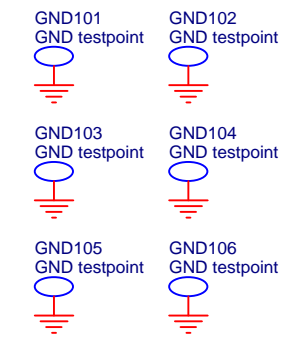 GND101
GND testpoint
GND102
GND testpoint
GND103
GND testpoint
GND104
GND testpoint
GND105
GND testpoint
GND106
GND testpoint